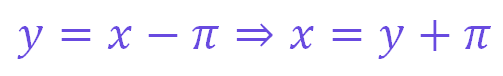 y = x − π ⇒ x = y + π